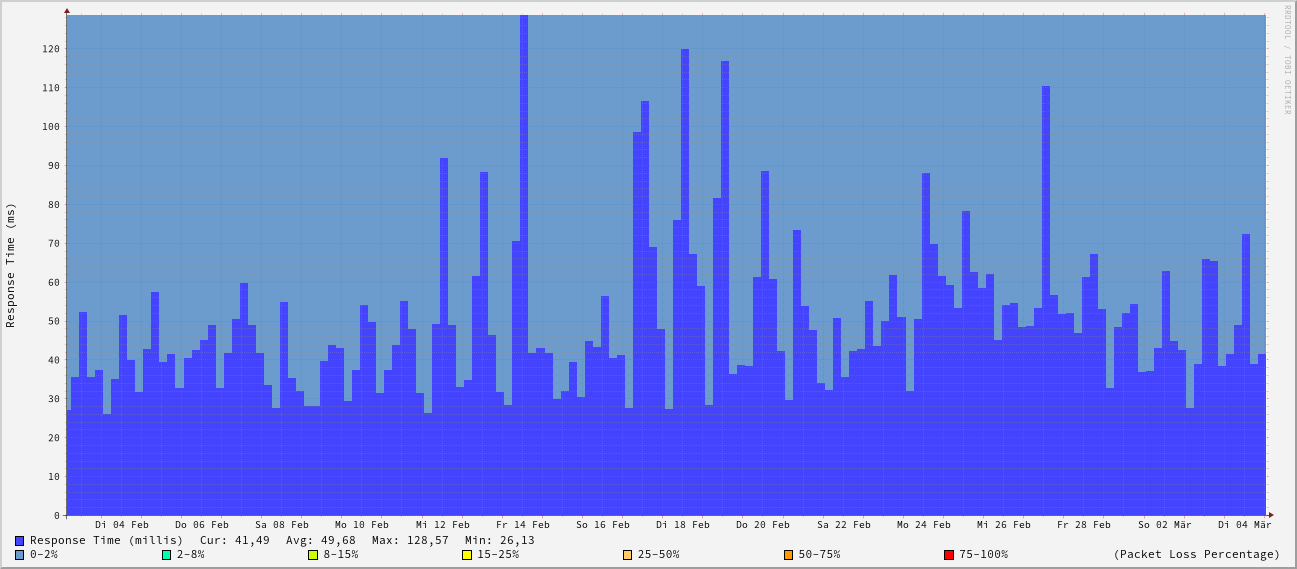 RRDTOOL / TOBI OETIKER
Response Time (ms)
120
110
100
90
80
70
60
50
40
30
20
10
0
Di 04 Feb Do 06 Feb Sa 08 Feb Mo 10 Feb Mi 12 Feb Fr 14 Feb So 16 Feb Di 18 Feb Do 20 Feb Sa 22 Feb Mo 24 Feb Mi 26 Feb Fr 28 Feb So 02 Mär Di 04 Mär
Response Time (millis) Cur: 41,49 Avg: 49,68 Max: 128,57 Min: 26,13
0-2% 2-8% 8-15% 15-25% 25-50% 50-75% 75-100% (Packet Loss Percentage)